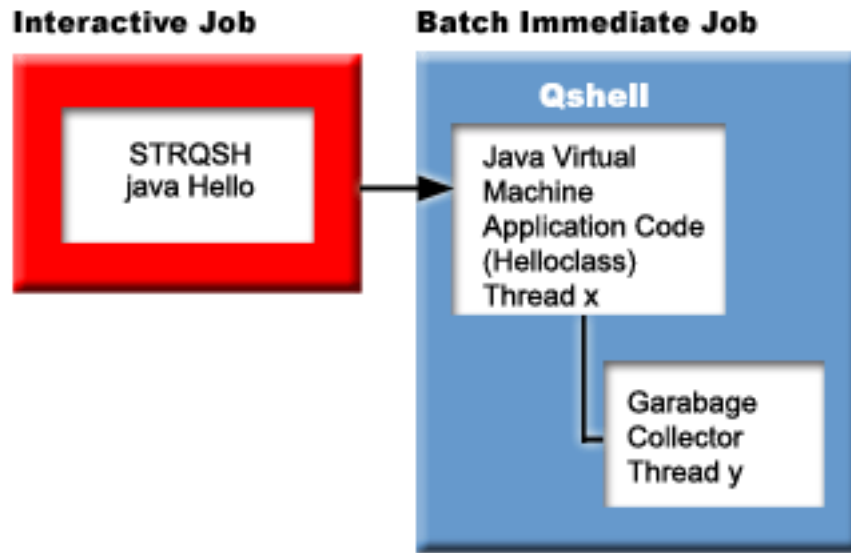 Interactive Job
STRQSH
java Hello
Batch Immediate Job
Qshell
Java Virtual
Machine
Application Code
(Helloclass)
Thread x
Garabage
Collector
Thread y